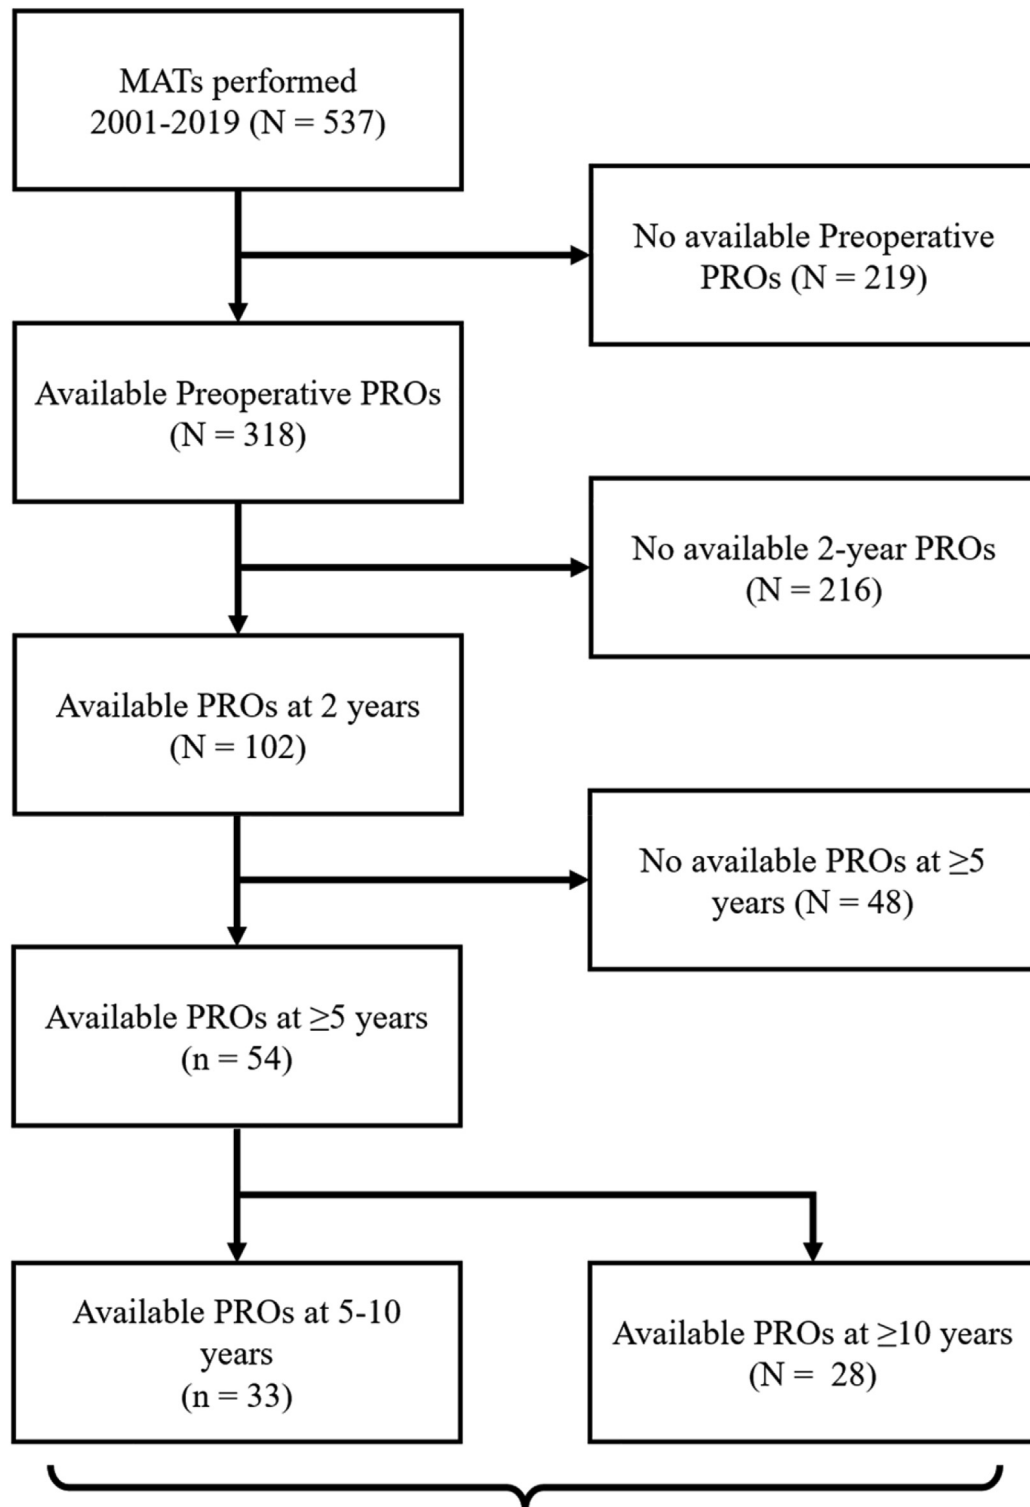 MATs performed
2001-2019 (N = 537)
No available Preoperative
PROs (N = 219)
Available Preoperative PROs
(N = 318)
No available 2-year PROs
(N = 216)
Available PROs at 2 years
(N = 102)
No available PROs at ≥5
years (N = 48)
Available PROs at ≥5 years
(n = 54)
Available PROs at 5-10
years
(n = 33)
Available PROs at ≥10 years
(N =  28)